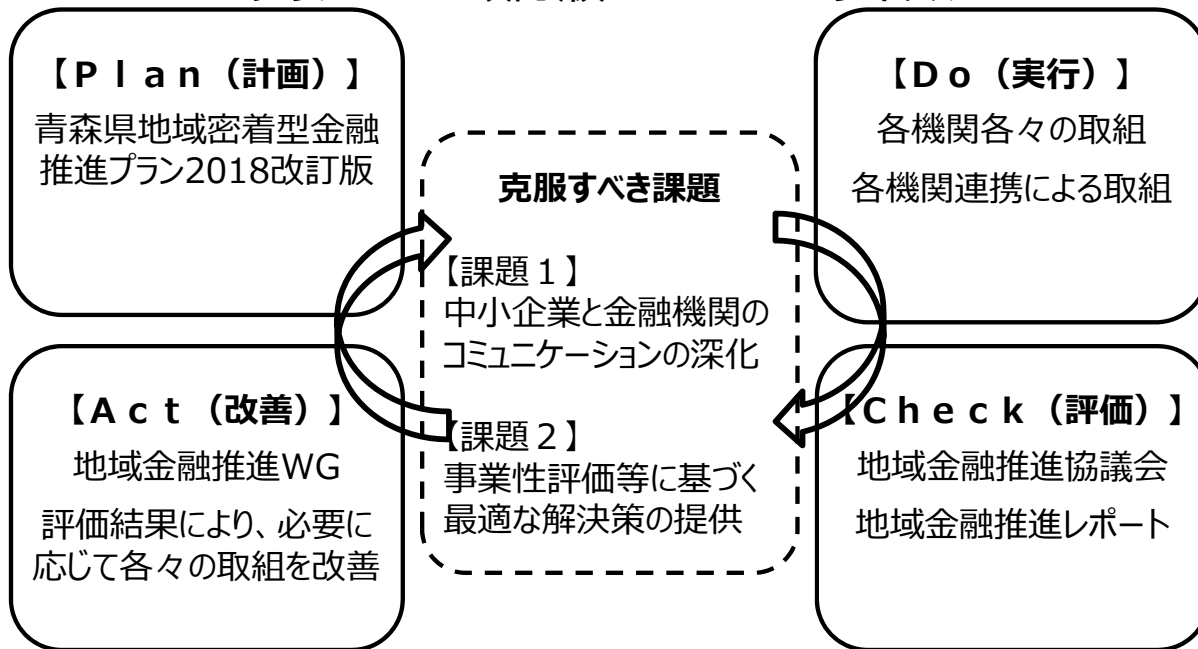 【Ｐｌａｎ（計画）】
青森県地域密着型金融
推進プラン2018改訂版
【Ｄｏ（実行）】
各機関各々の取組
各機関連携による取組
克服すべき課題
【課題１】
中小企業と金融機関の
コミュニケーションの深化
【課題２】
事業性評価等に基づく
最適な解決策の提供
【Ａｃｔ（改善）】
地域金融推進WG
評価結果により、必要に
応じて各々の取組を改善
【Ｃｈｅｃｋ（評価）】
地域金融推進協議会
地域金融推進レポート